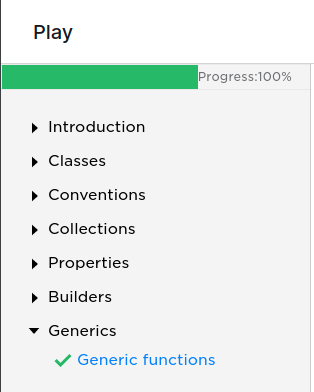 Play
Progress:100%
Introduction
Classes
Conventions
Collections
Properties
Builders
Generics
Generic functions